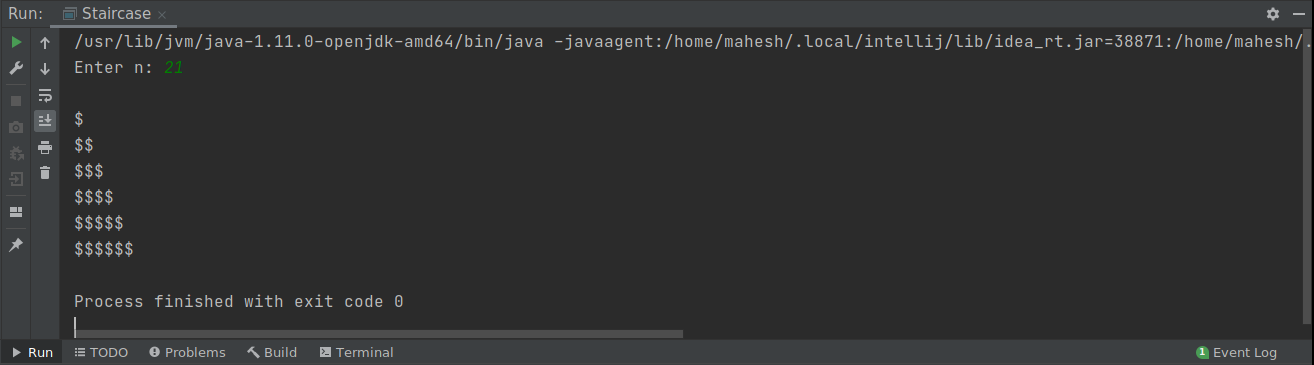 Run: Staircase
/usr/lib/jvm/java-1.11.0-openjdk-amd64/bin/java -javaagent:/home/mahesh/.local/intellij/lib/idea_rt.jar=38871:/home/mahesh/.
Enter n: 21
$
$$
$$$
$$$$
$$$$$
$$$$$$
Process finished with exit code 0
Run TODO Problems Build Terminal 1 Event Log